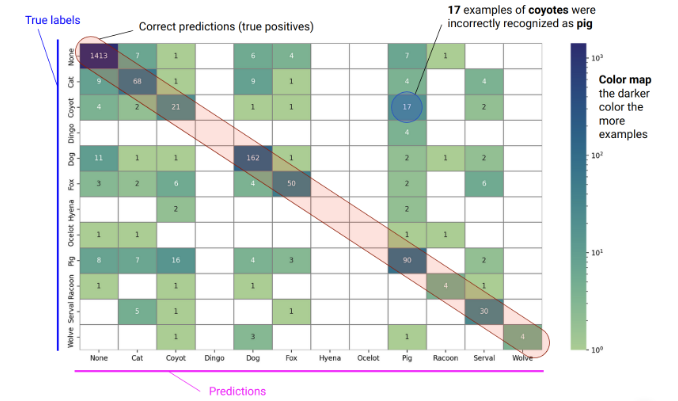 17 examples of coyotes were
incorrectly recognized as pig
True labels
Correct predictions (true positives)
None 1413 7 1 6 4 7 1
Cat 9 68 1 9 1 4 4
Coyot 4 2 21 1 1 17 2
Dingo 4
Dog 11 1 1 162 1 2 1 2
Fox 3 2 6 4 50 2 6
Hyena 2 2
Ocelot 1 1 1 1
Pig 8 7 16 4 3 90 2
Racoon 1 1 1 4 1
Serval 5 1 1 30
Wolve 1 3 1 4
None Cat Coyot Dingo Dog Fox Hyena Ocelot Pig Racoon Serval Wolve
Predictions
10³
10²
10¹
10⁰
Color map
the darker
color the
more
examples